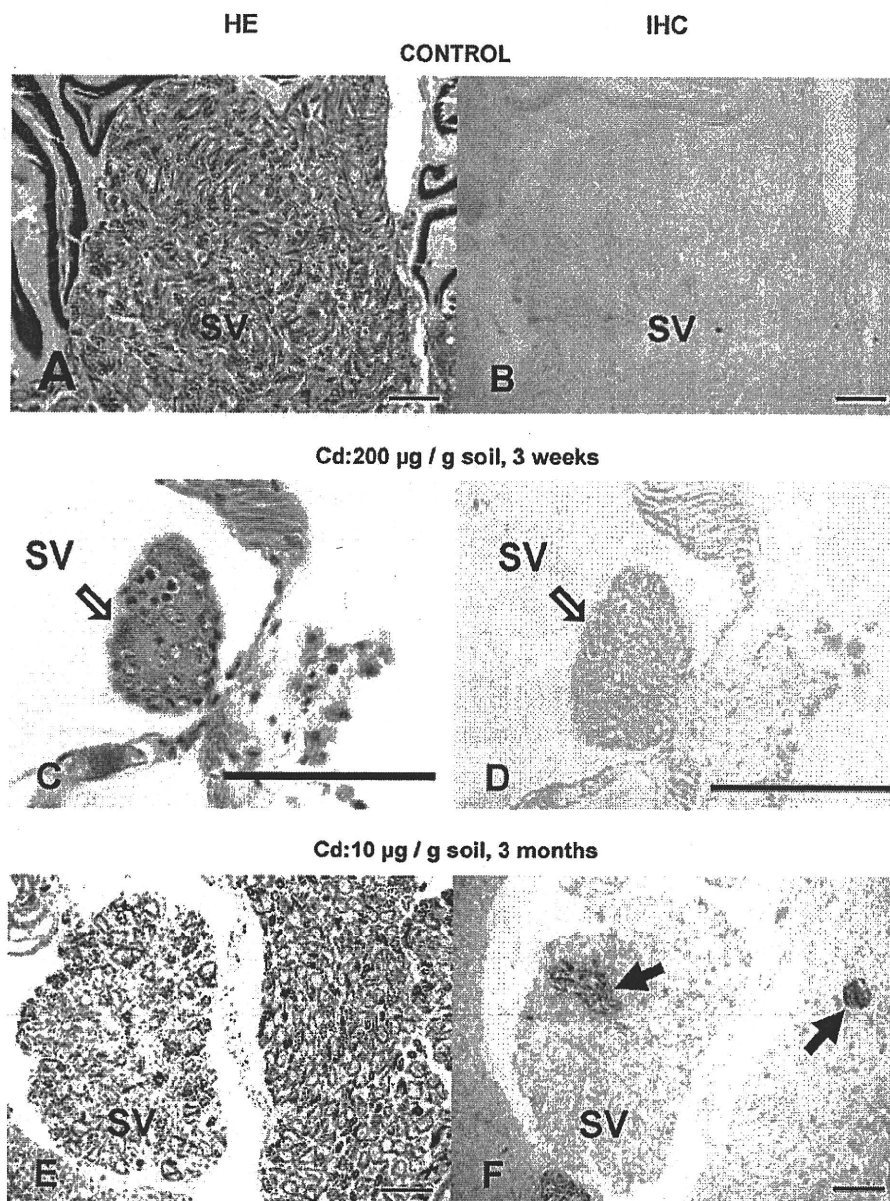 HE IHC
CONTROL
SV SV
A B
Cd:200 µg / g soil, 3 weeks
SV SV
C D
Cd:10 µg / g soil, 3 months
SV SV
E F